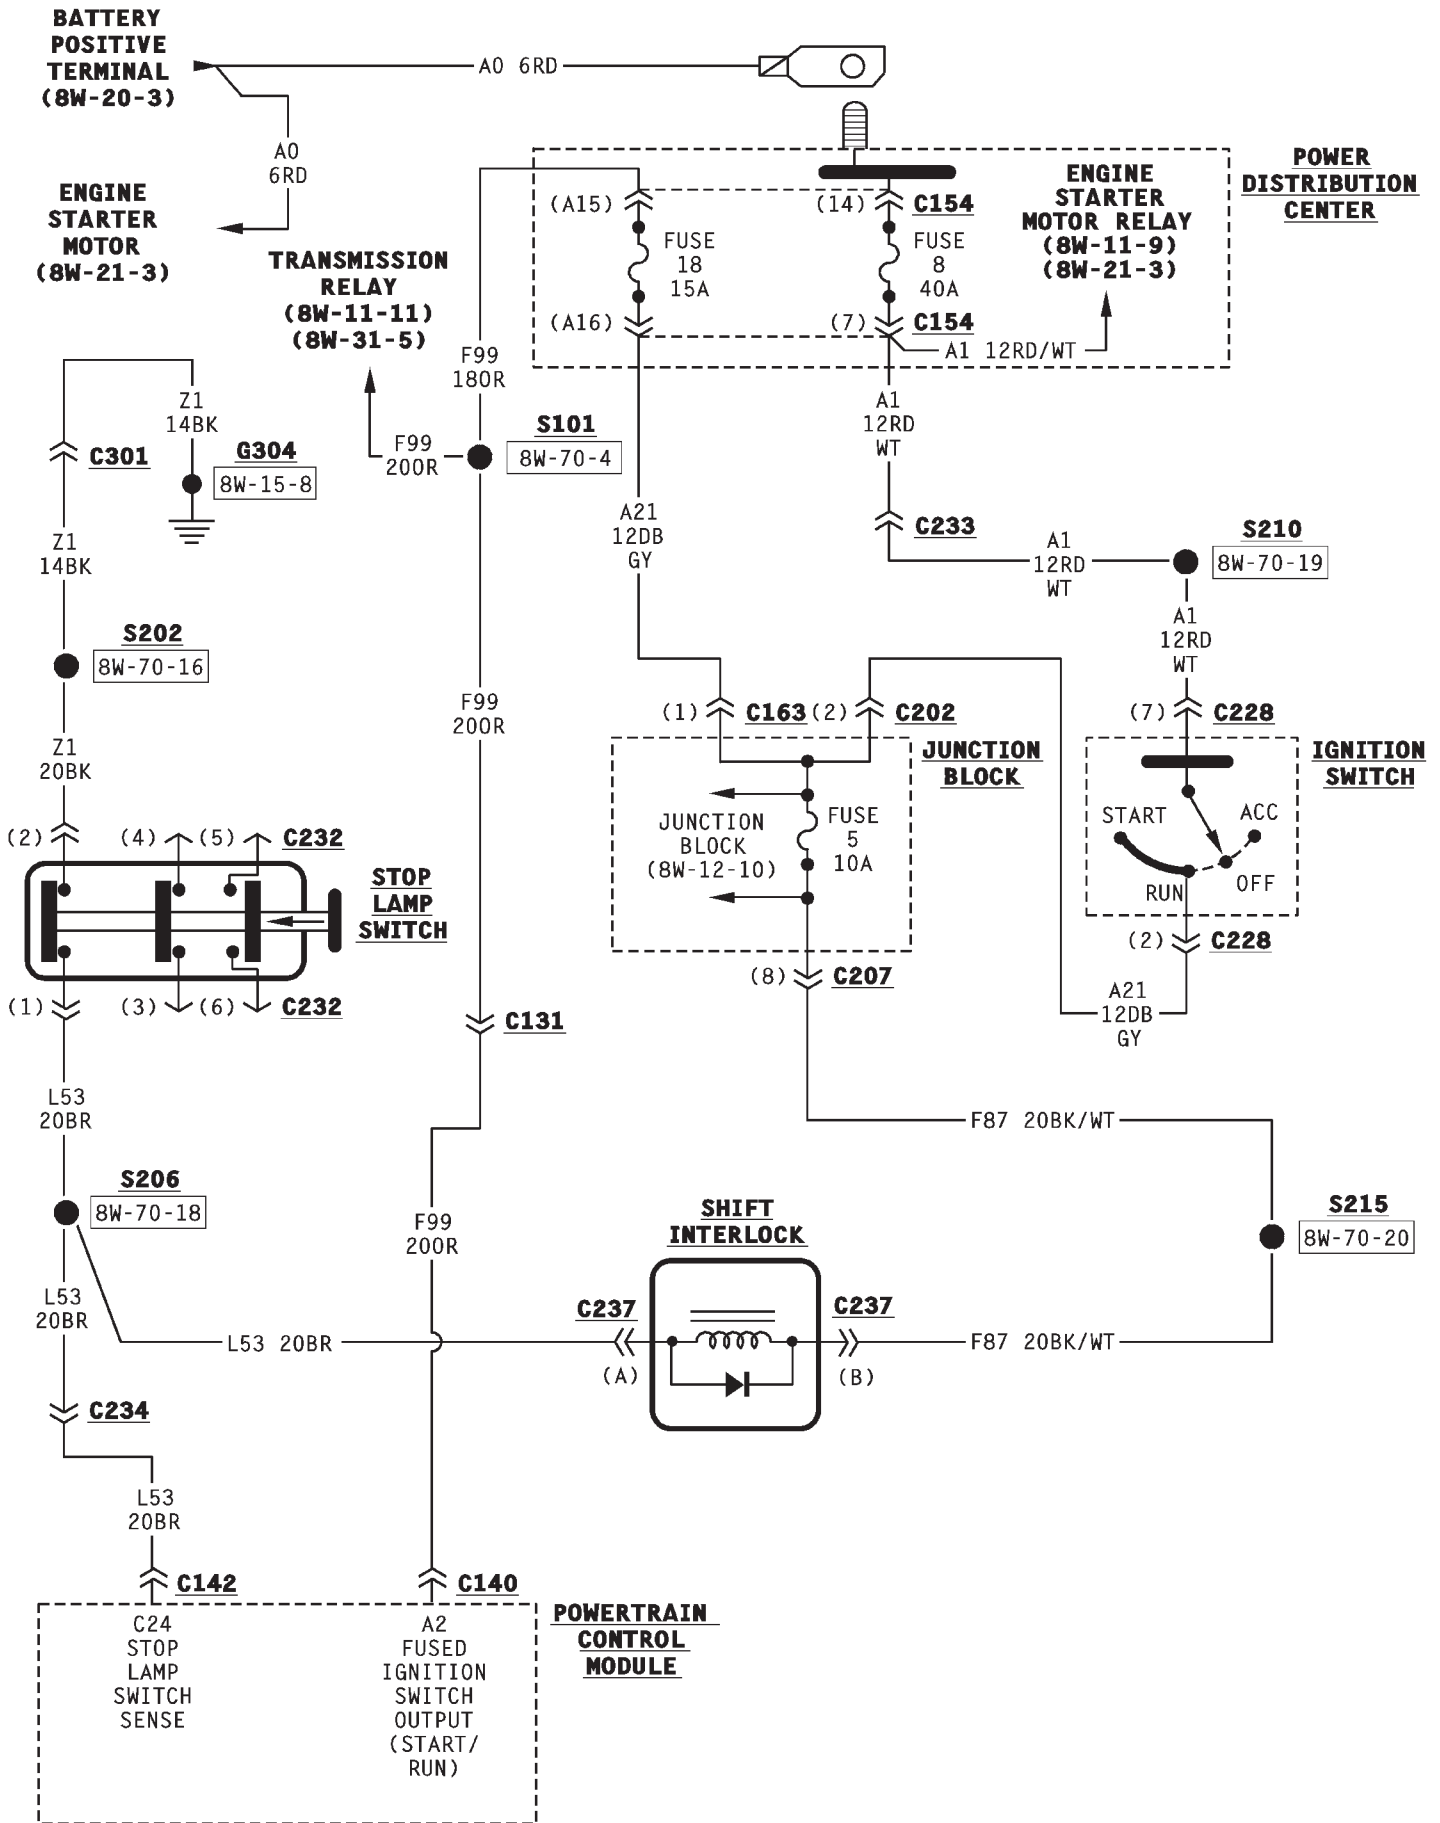 BATTERY
POSITIVE
TERMINAL
(8W-20-3)
A0 6RD
A0
6RD
ENGINE
STARTER
MOTOR
(8W-21-3)
POWER
DISTRIBUTION
CENTER
ENGINE
STARTER
MOTOR RELAY
(8W-11-9)
(8W-21-3)
(A15)
(14) C154
FUSE
18
15A
FUSE
8
40A
(A16)
(7) C154
A1 12RD/WT
TRANSMISSION
RELAY
(8W-11-11)
(8W-31-5)
F99
18OR
Z1
14BK
C301
G304
8W-15-8
F99
20OR
S101
8W-70-4
A1
12RD
WT
A21
12DB
GY
C233
Z1
14BK
A1
12RD
WT
S210
8W-70-19
A1
12RD
WT
S202
8W-70-16
F99
20OR
(1) C163
(2) C202
(7) C228
Z1
20BK
JUNCTION
BLOCK
IGNITION
SWITCH
JUNCTION
BLOCK
(8W-12-10)
FUSE
5
10A
START
ACC
RUN
OFF
(2)
(4)
(5)
C232
STOP
LAMP
SWITCH
(1)
(3)
(6)
C232
(8) C207
(2) C228
A21
12DB
GY
C131
L53
20BR
F87 20BK/WT
S206
8W-70-18
F99
20OR
SHIFT
INTERLOCK
S215
8W-70-20
L53
20BR
L53 20BR
C237
(A)
C237
(B)
F87 20BK/WT
C234
L53
20BR
C142
C140
POWERTRAIN
CONTROL
MODULE
C24
STOP
LAMP
SWITCH
SENSE
A2
FUSED
IGNITION
SWITCH
OUTPUT
(START/
RUN)